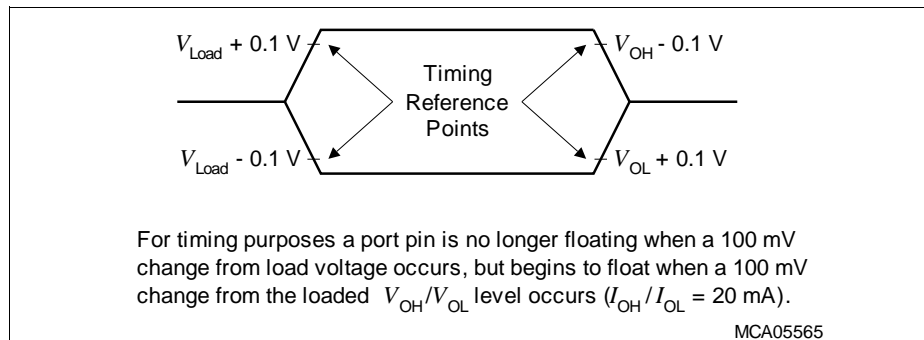 V_Load + 0.1 V
V_OH - 0.1 V
Timing
Reference
Points
V_Load - 0.1 V
V_OL + 0.1 V
For timing purposes a port pin is no longer floating when a 100 mV
change from load voltage occurs, but begins to float when a 100 mV
change from the loaded V_OH/V_OL level occurs (I_OH/I_OL = 20 mA).
MCA05565